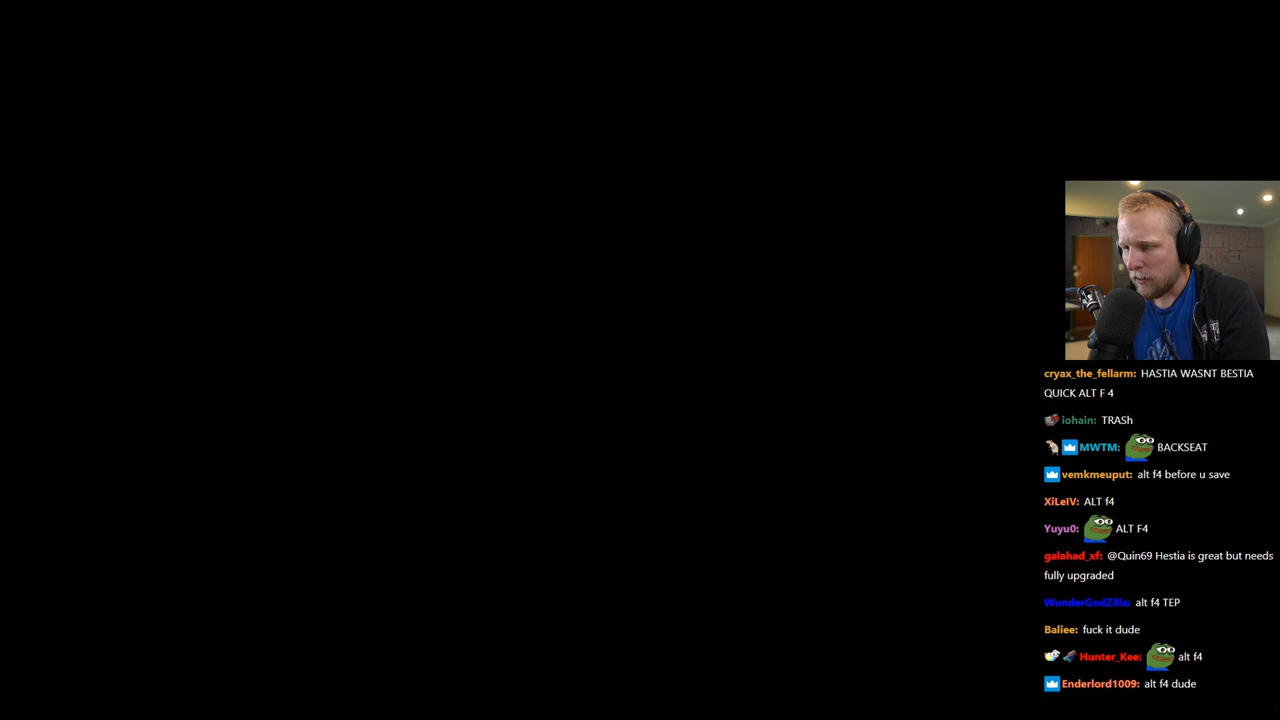 cryax_the_fellarm: HASTIA WASNT BESTIA
QUICK ALT F 4
iohain: TRASh
MWTM: BACKSEAT
vemkmeuput: alt f4 before u save
XiLeIV: ALT f4
Yuyu0: ALT F4
galahad_xf: @Quin69 Hestia is great but needs
fully upgraded
WunderGodZilla: alt f4 TEP
Baliee: fuck it dude
Hunter_Kee: alt f4
Enderlord1009: alt f4 dude